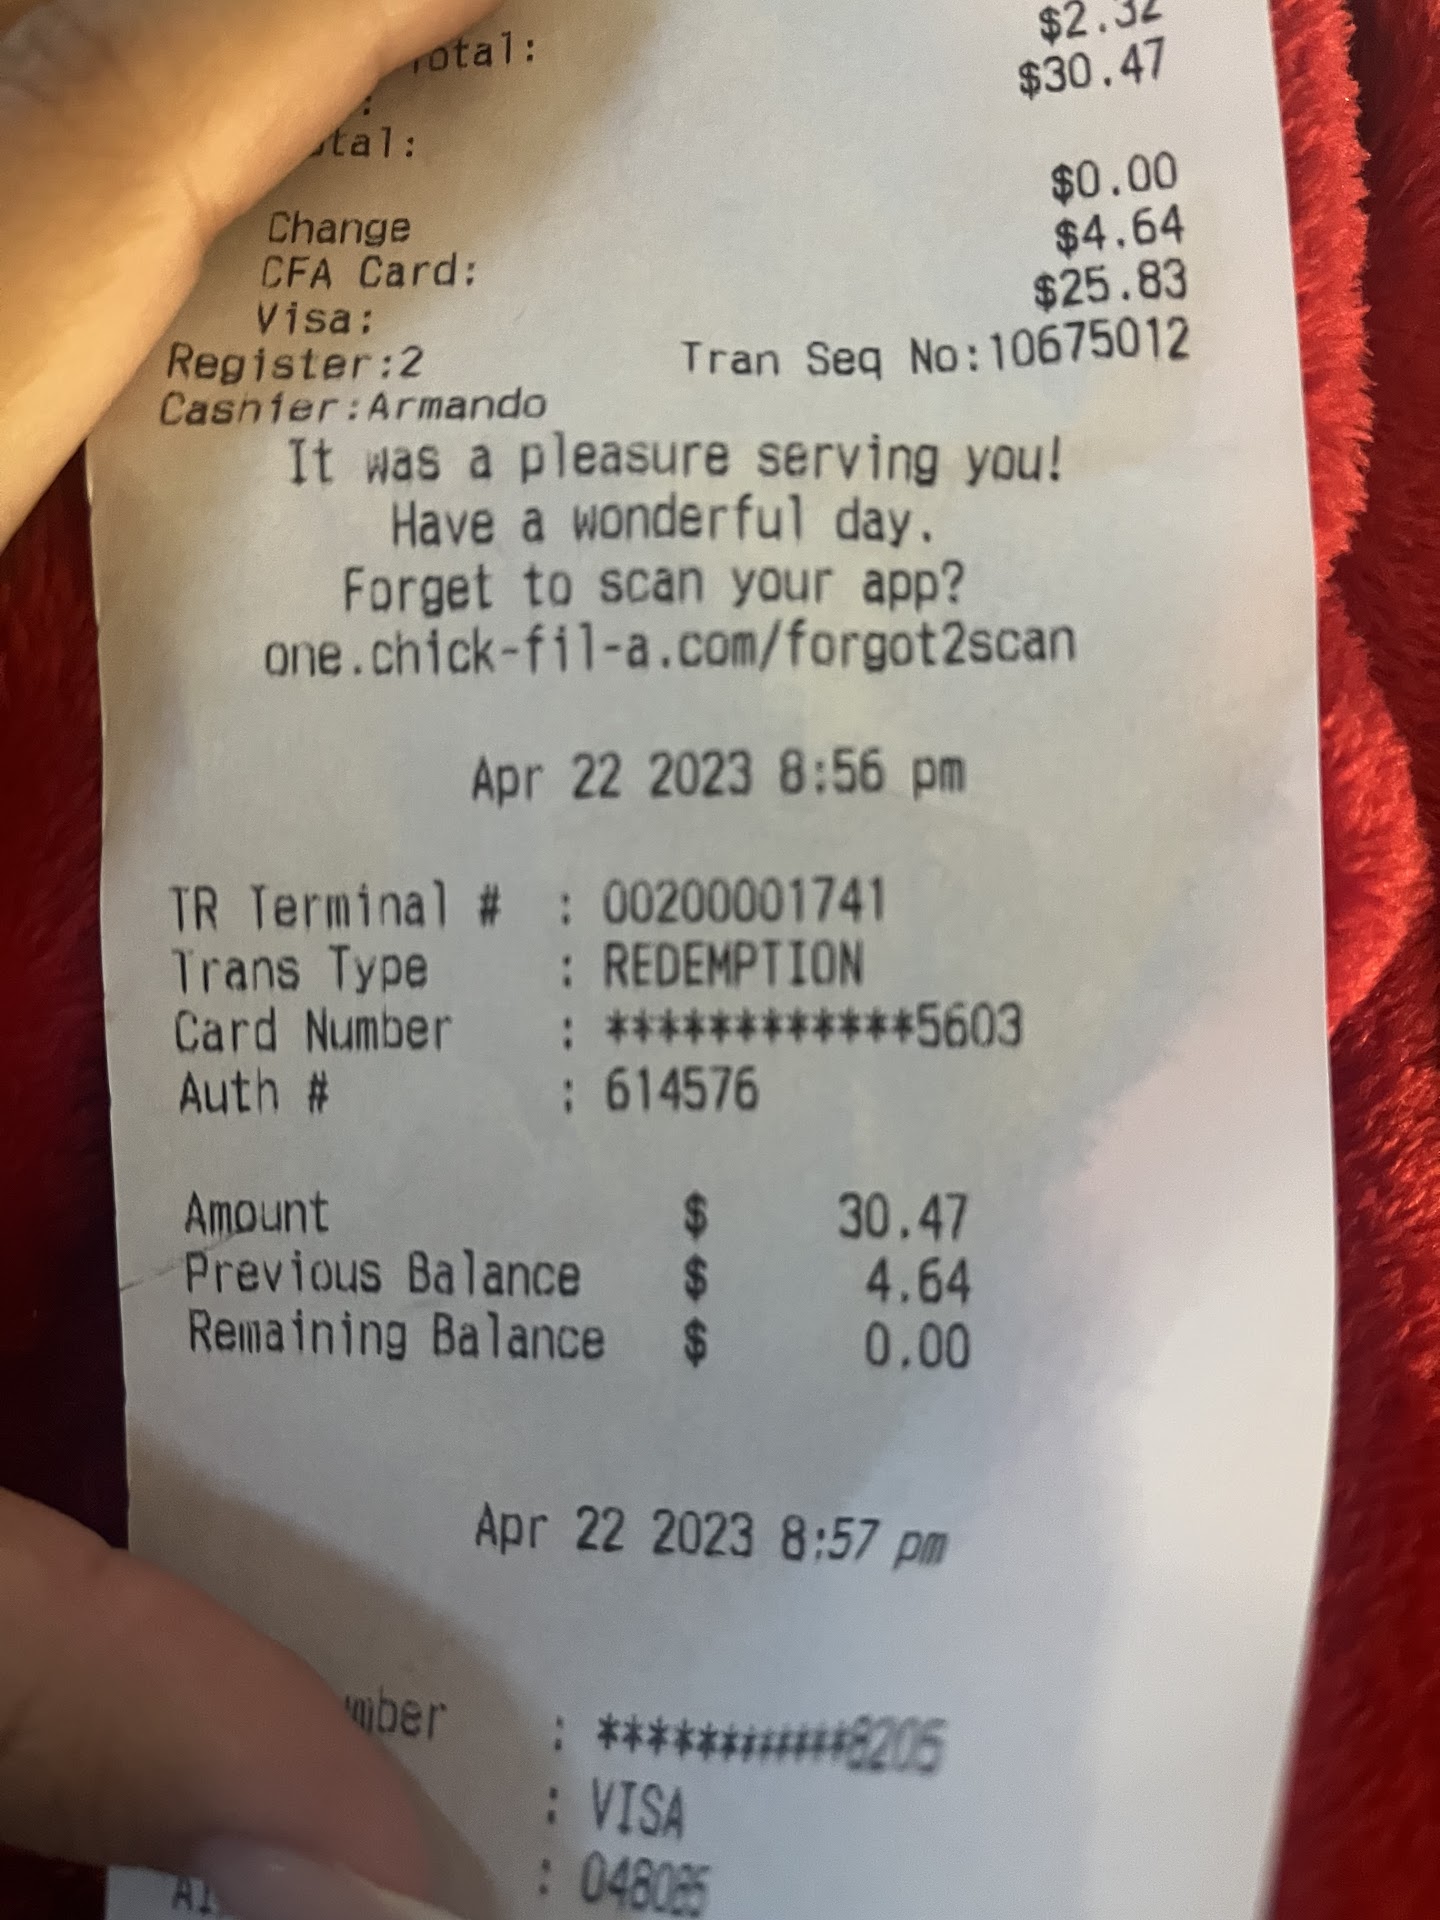 $2.32
otal: $30.47
:
tal:
Change $0.00
CFA Card: $4.64
Visa: $25.83
Register:2 Tran Seq No:10675012
Cashier:Armando
It was a pleasure serving you!
Have a wonderful day.
Forget to scan your app?
one.chick-fil-a.com/forgot2scan
Apr 22 2023 8:56 pm
TR Terminal # : 00200001741
Trans Type : REDEMPTION
Card Number : ************5603
Auth # : 614576
Amount $ 30.47
Previous Balance $ 4.64
Remaining Balance $ 0.00
Apr 22 2023 8:57 pm
mber : ************8205
: VISA
: 048085